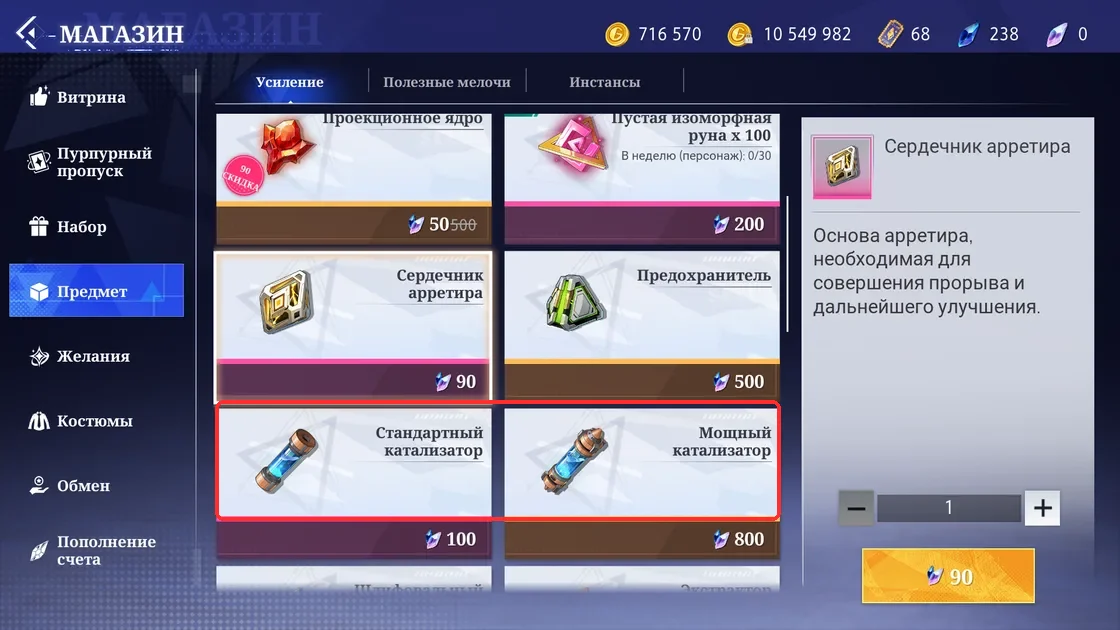 МАГАЗИН
716 570
10 549 982
68
238
0
Витрина
Пурпурный
пропуск
Набор
Предмет
Желания
Костюмы
Обмен
Пополнение
счета
Усиление
Полезные мелочи
Инстансы
Проекционное ядро
90
СКИДКА
50 500
Пустая изоморфная
руна x 100
В неделю (персонаж): 0/30
200
Сердечник
арретира
90
Предохранитель
500
Стандартный
катализатор
100
Мощный
катализатор
800
Шлифовальный
Экстрактор
Сердечник арретира
Основа арретира,
необходимая для
совершения прорыва и
дальнейшего улучшения.
1
90